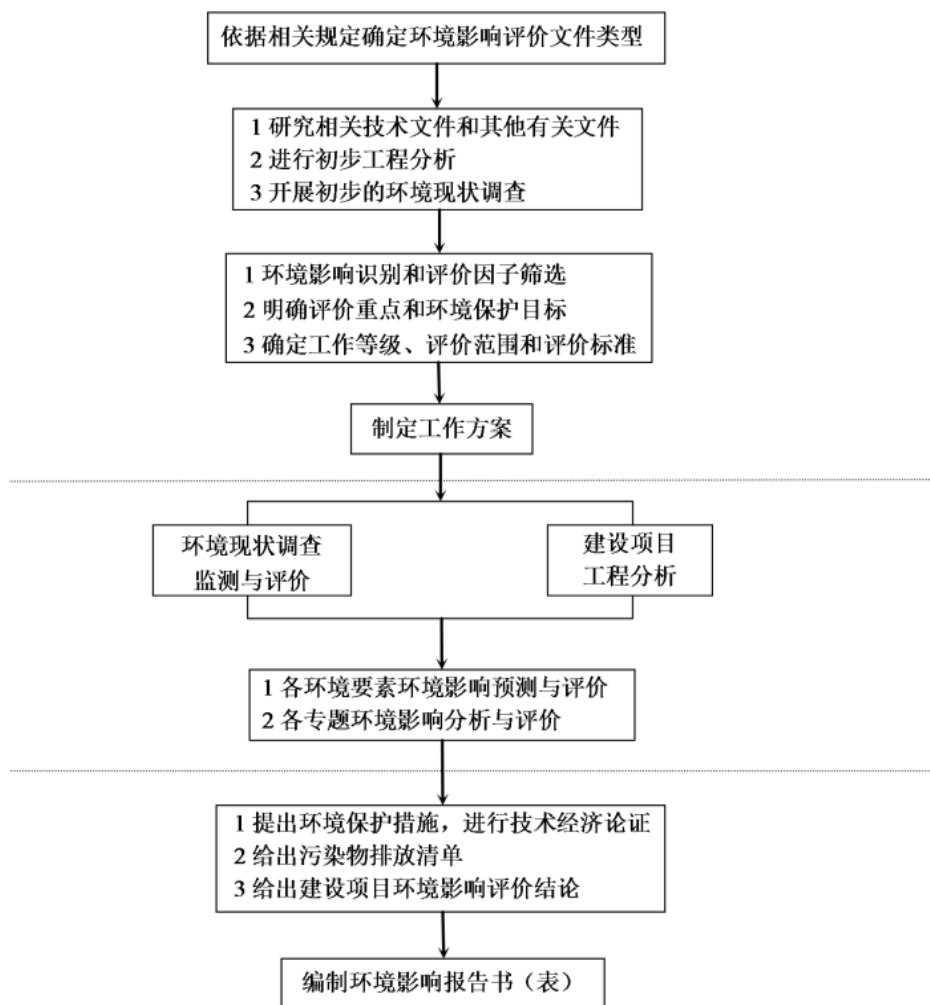 依据相关规定确定环境影响评价文件类型
1 研究相关技术文件和其他有关文件
2 进行初步工程分析
3 开展初步的环境现状调查
1 环境影响识别和评价因子筛选
2 明确评价重点和环境保护目标
3 确定工作等级、评价范围和评价标准
制定工作方案
环境现状调查
监测与评价
建设项目
工程分析
1 各环境要素环境影响预测与评价
2 各专题环境影响分析与评价
1 提出环境保护措施，进行技术经济论证
2 给出污染物排放清单
3 给出建设项目环境影响评价结论
编制环境影响报告书（表）